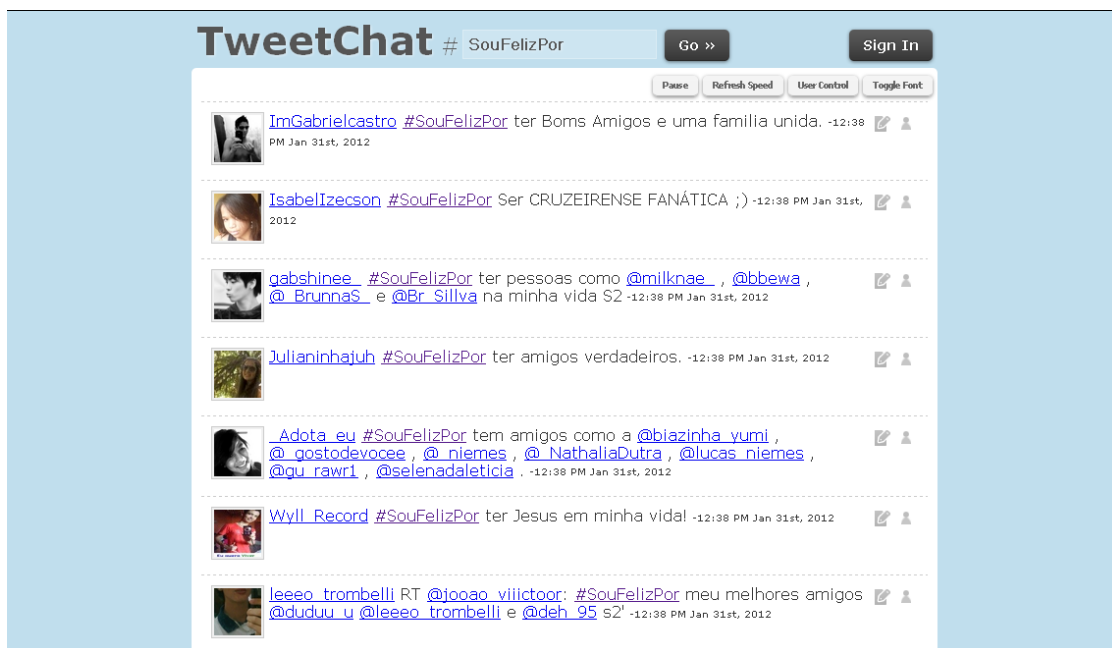 TweetChat # SouFelizPor Go » Sign In
Pause Refresh Speed User Control Toggle Font
ImGabrielcastro #SouFelizPor ter Boms Amigos e uma familia unida. -12:38
PM Jan 31st, 2012
IsabelIzecson #SouFelizPor Ser CRUZEIRENSE FANÁTICA ;) -12:38 PM Jan 31st,
2012
gabshinee_ #SouFelizPor ter pessoas como @milknae_ , @bbewa ,
@_BrunnaS_ e @Br_Sillva na minha vida S2 -12:38 PM Jan 31st, 2012
Julianinhajuh #SouFelizPor ter amigos verdadeiros. -12:38 PM Jan 31st, 2012
_Adota_eu #SouFelizPor tem amigos como a @biazinha_yumi ,
@_gostodevocee , @_niemes , @_NathaliaDutra , @lucas_niemes ,
@gu_rawr1 , @selenadaleticia . -12:38 PM Jan 31st, 2012
Wyll_Record #SouFelizPor ter Jesus em minha vida! -12:38 PM Jan 31st, 2012
leeeo_trombelli RT @jooao_viiictoor: #SouFelizPor meu melhores amigos
@duduu_u @leeeo_trombelli e @deh_95 s2' -12:38 PM Jan 31st, 2012